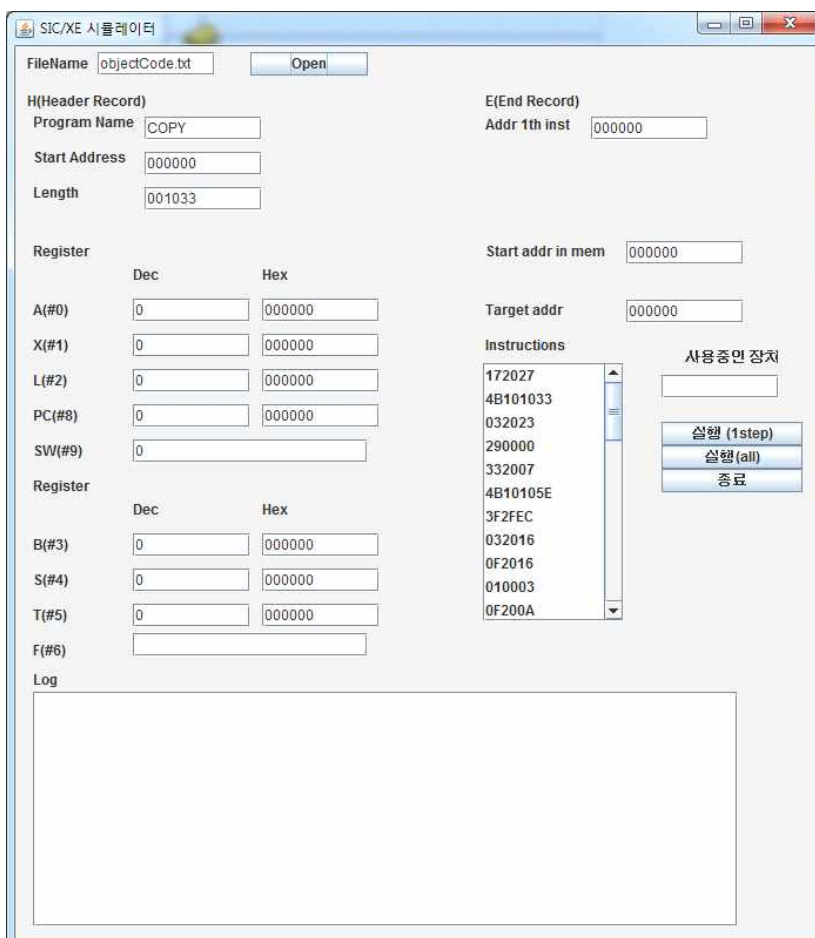 SIC/XE 시뮬레이터
FileName objectCode.txt Open
H(Header Record) E(End Record)
Program Name COPY Addr 1th inst 000000
Start Address 000000
Length 001033
Register Start addr in mem 000000
Dec Hex
A(#0) 0 000000 Target addr 000000
X(#1) 0 000000 Instructions 사용중인 장치
L(#2) 0 000000 172027
4B101033
PC(#8) 0 000000 032023
290000 실행 (1step)
SW(#9) 0 332007 실행(all)
Register 4B10105E 종료
Dec Hex 3F2FEC
B(#3) 0 000000 032016
0F2016
S(#4) 0 000000 010003
T(#5) 0 000000 0F200A
F(#6)
Log